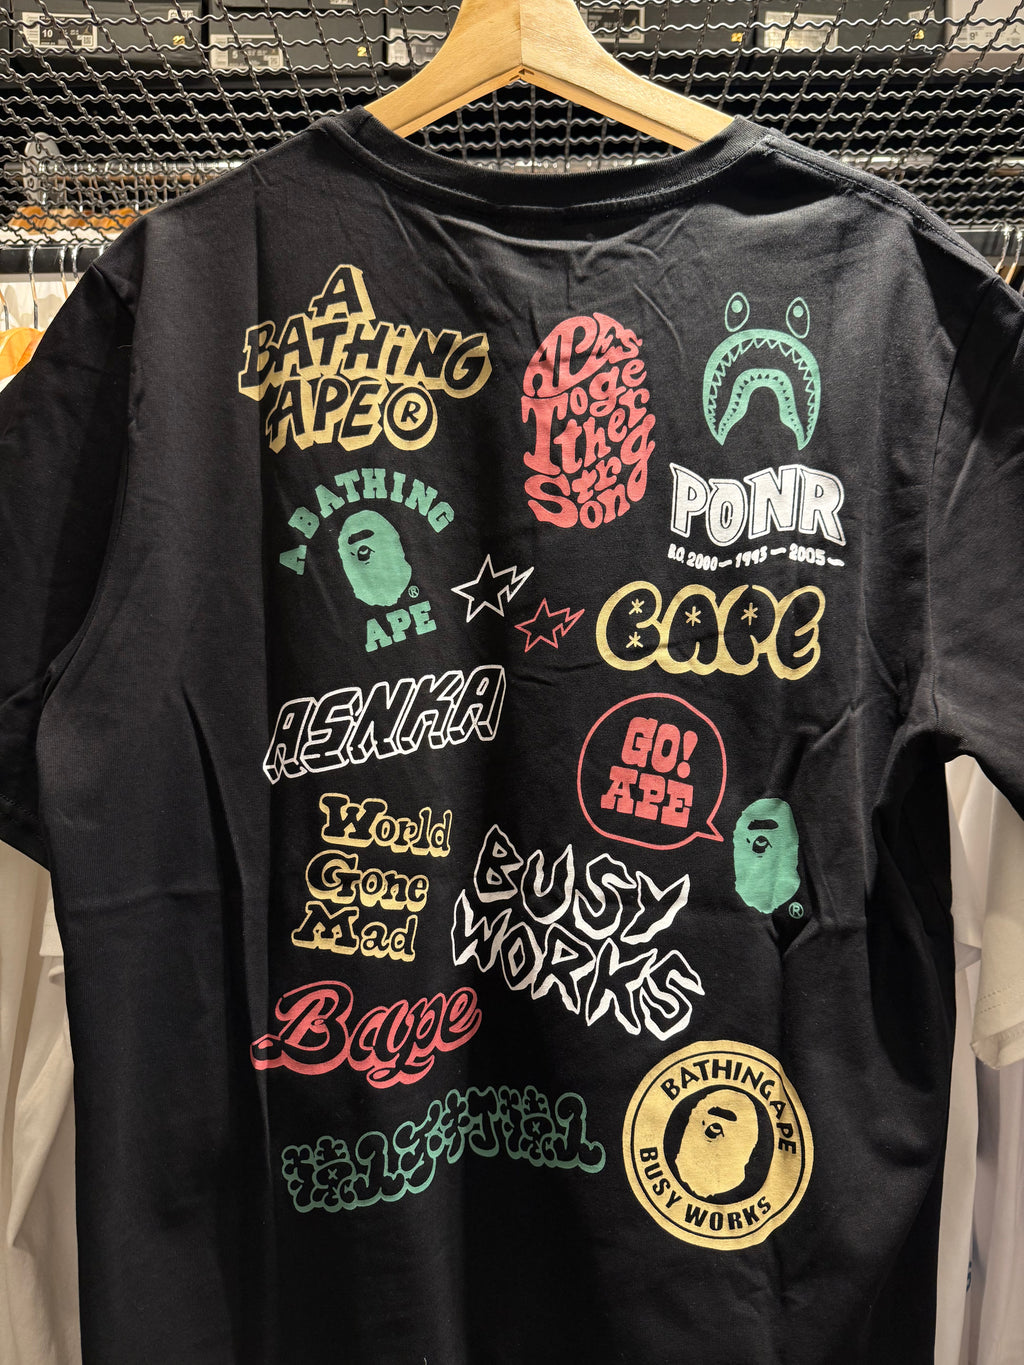 A
BATHiNG
APE®
APES
Together
Strong
A BATHING
APE
®
PONR
2000—1993—2005—
BAPE
ASNKA
GO!
APE
®
World
Gone
Mad
BUSY
WORKS
Bape
BATHING APE
BUSY WORKS